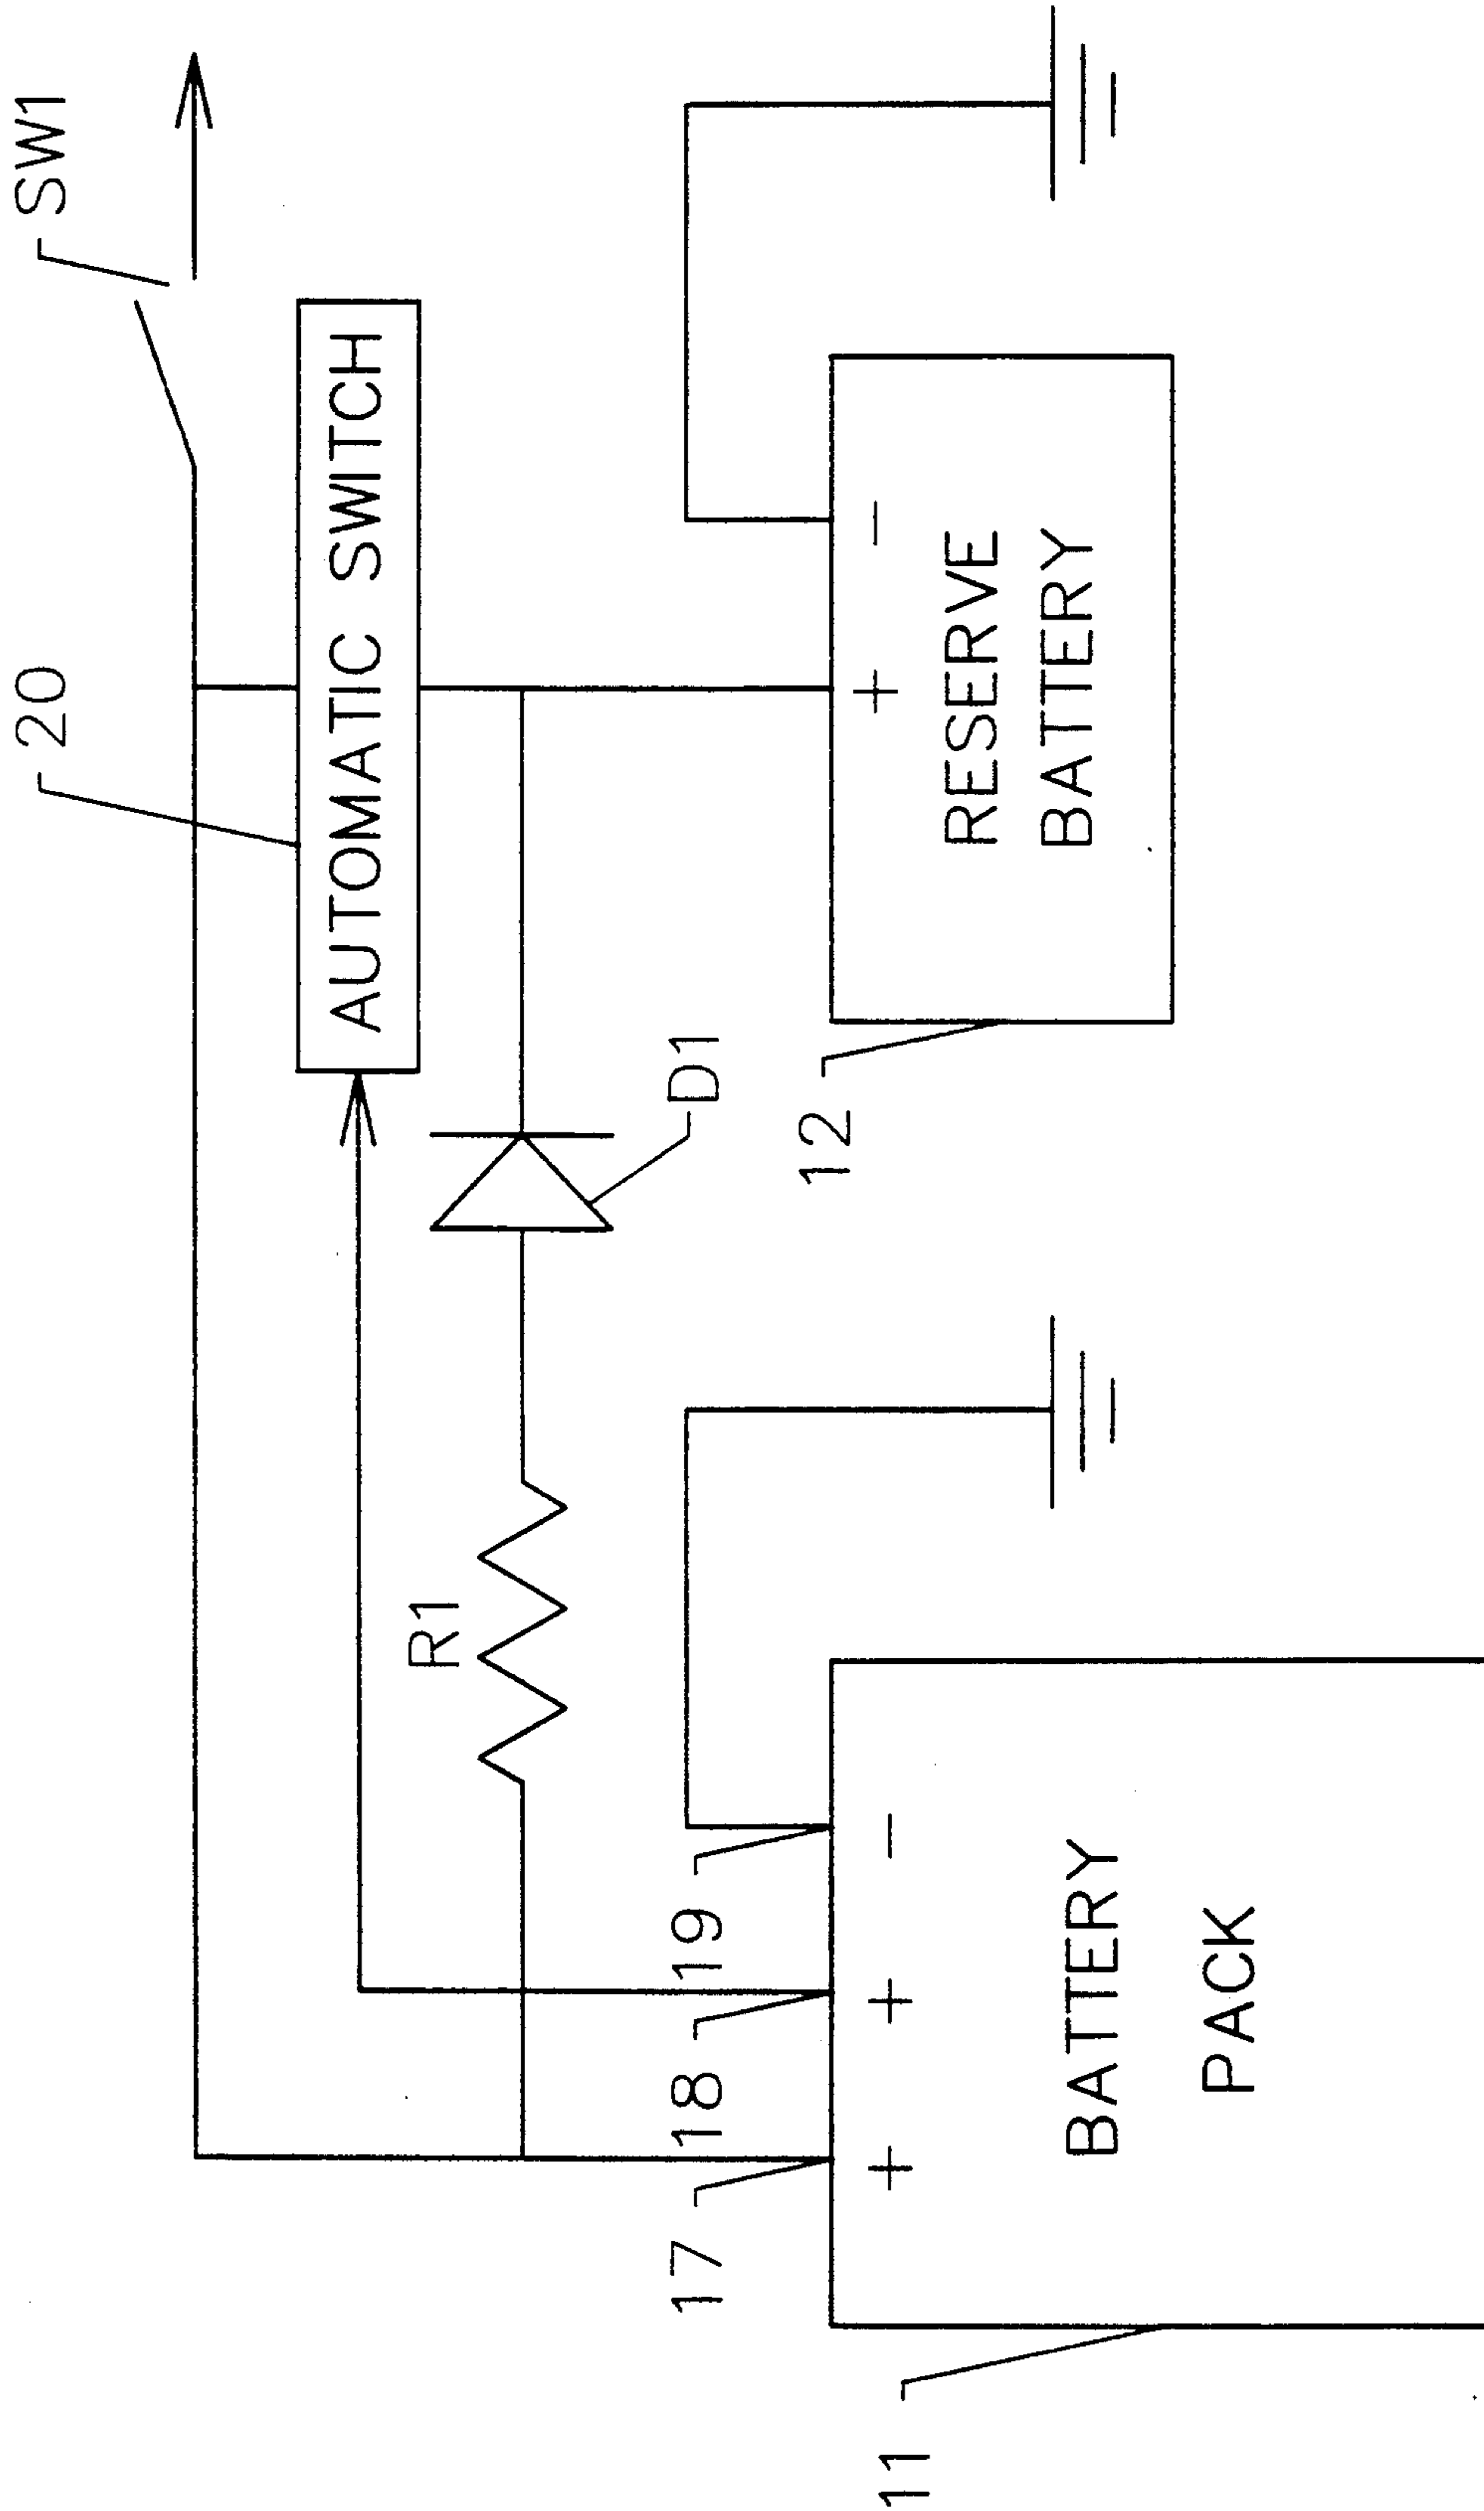 20
SW1
AUTOMATIC SWITCH
R1
D1
17
18
19
12
+
-
RESERVE
BATTERY
11
+
+
-
BATTERY
PACK